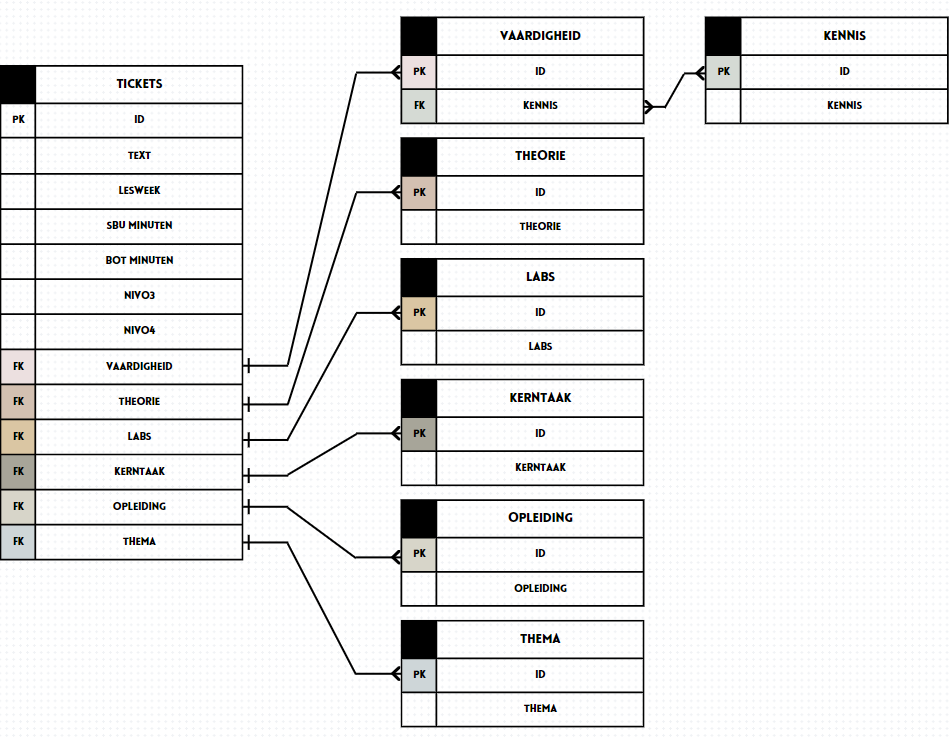 TICKETS
PK ID
TEXT
LESWEEK
SBU MINUTEN
BOT MINUTEN
NIVO3
NIVO4
FK VAARDIGHEID
FK THEORIE
FK LABS
FK KERNTAAK
FK OPLEIDING
FK THEMA
VAARDIGHEID
PK ID
FK KENNIS
THEORIE
PK ID
THEORIE
LABS
PK ID
LABS
KERNTAAK
PK ID
KERNTAAK
OPLEIDING
PK ID
OPLEIDING
THEMA
PK ID
THEMA
KENNIS
PK ID
KENNIS